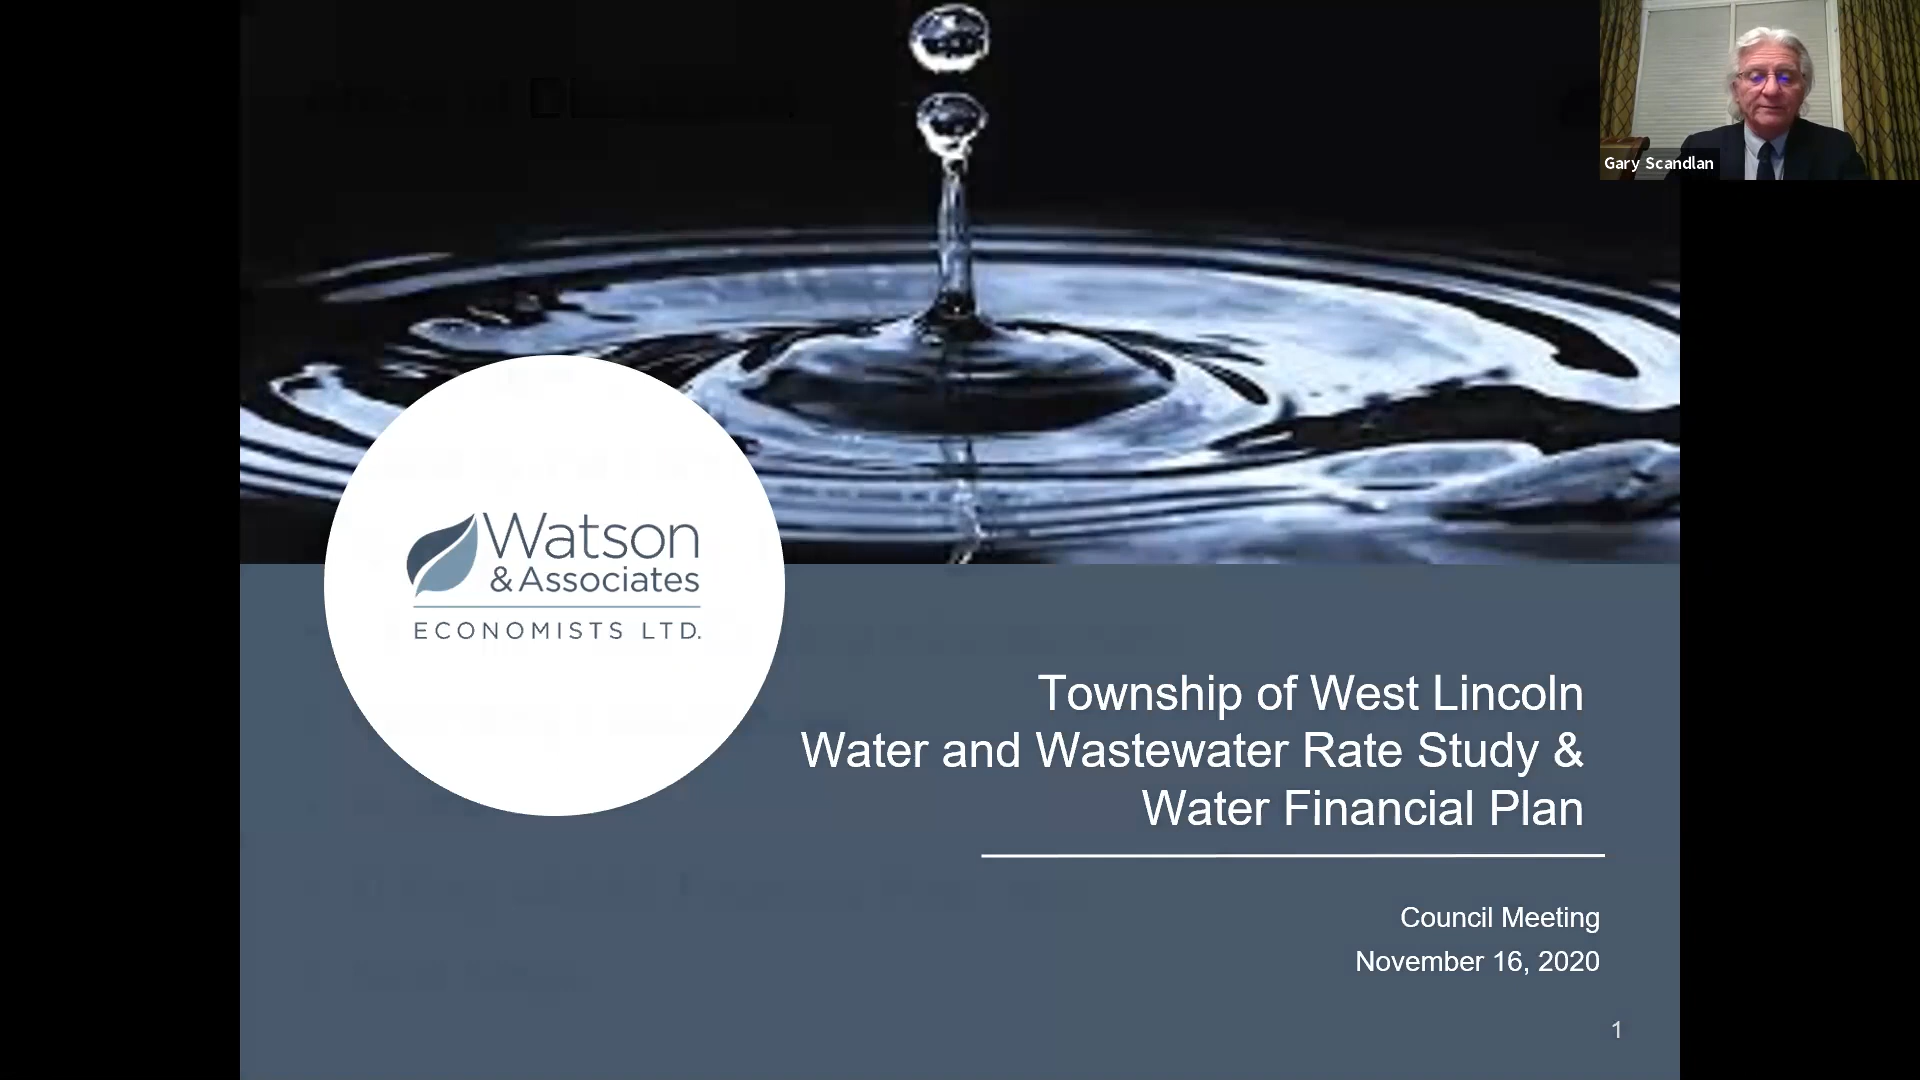 Gary Scandlan
Watson
& Associates
ECONOMISTS LTD.
Township of West Lincoln
Water and Wastewater Rate Study &
Water Financial Plan
Council Meeting
November 16, 2020
1